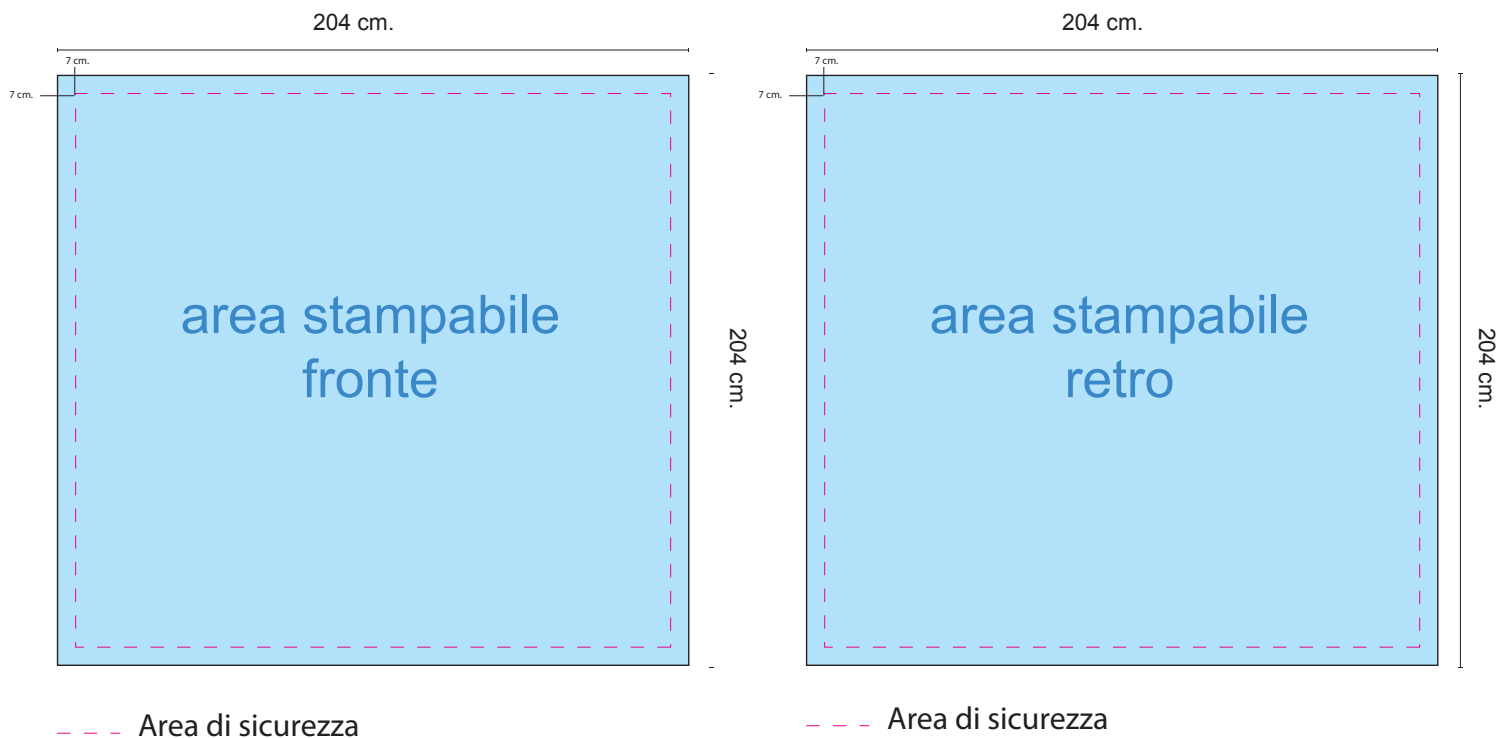 204 cm.
7 cm.
7 cm.
area stampabile
fronte
204 cm.
Area di sicurezza
204 cm.
7 cm.
7 cm.
area stampabile
retro
204 cm.
Area di sicurezza